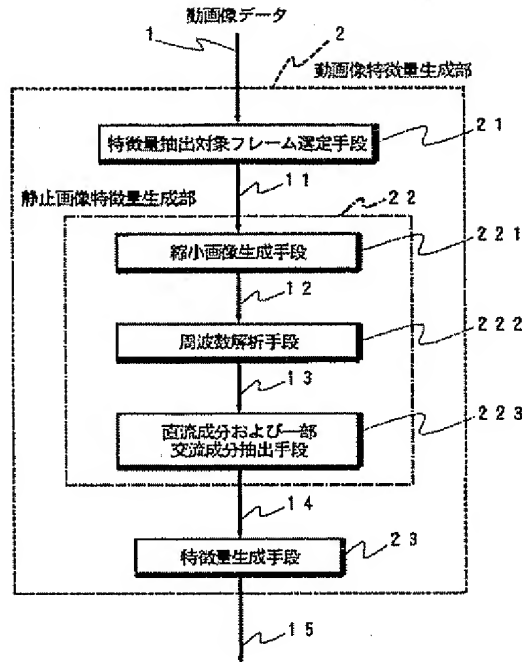 動画像データ
1
2
動画像特徴量生成部
特徴量抽出対象フレーム選定手段
21
11
静止画像特徴量生成部
22
縮小画像生成手段
221
12
周波数解析手段
222
13
直流成分および一部
交流成分抽出手段
223
14
特徴量生成手段
23
15